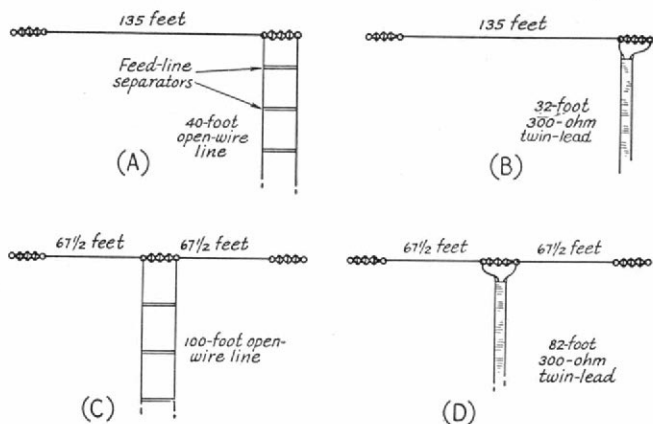 135 feet
Feed-line
separators
40-foot
open-wire
line
(A)
135 feet
32-foot
300-ohm
twin-lead
(B)
67½ feet
67½ feet
100-foot open-
wire line
(C)
67½ feet
67½ feet
82-foot
300-ohm
twin-lead
(D)